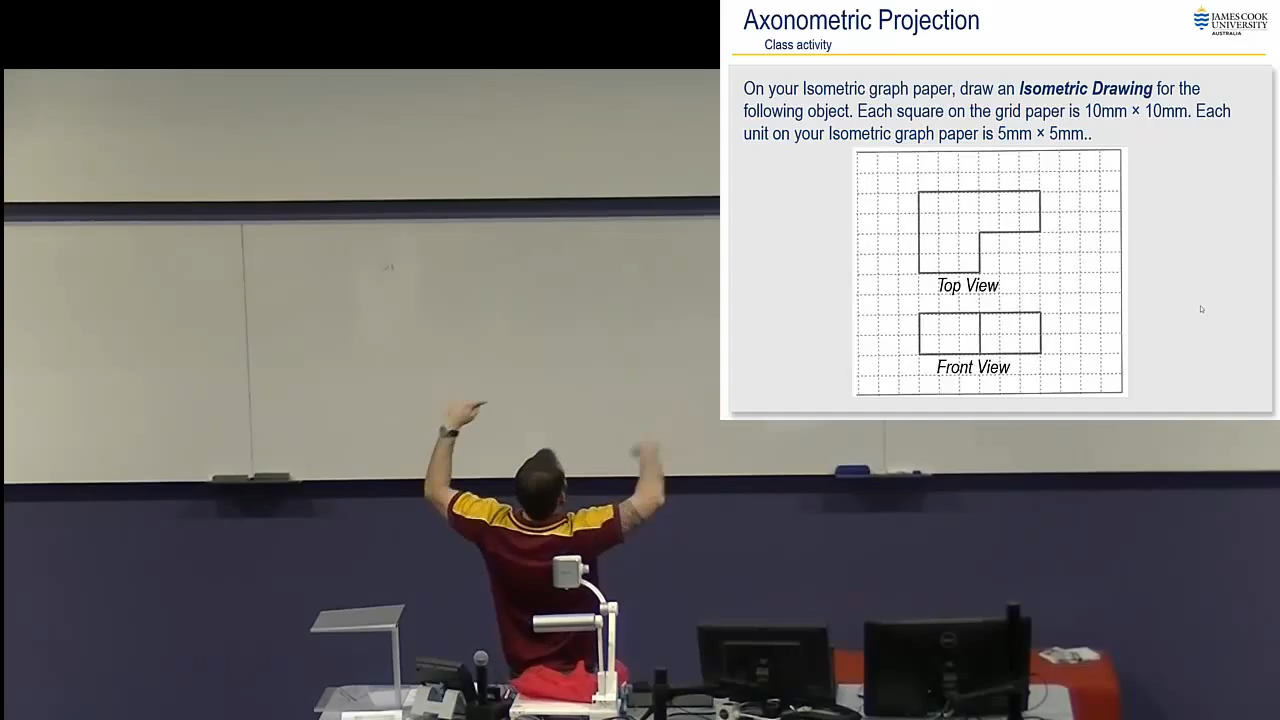 Axonometric Projection
Class activity
JAMES COOK
UNIVERSITY
AUSTRALIA
On your Isometric graph paper, draw an Isometric Drawing for the
following object. Each square on the grid paper is 10mm × 10mm. Each
unit on your Isometric graph paper is 5mm × 5mm..
Top View
Front View